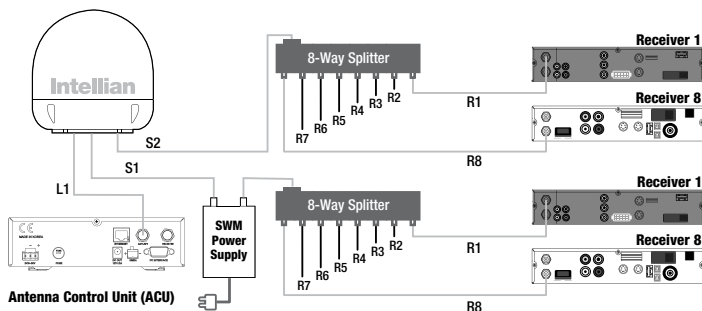 Receiver 1
8-Way Splitter
Intellian
R2
R3
R4
R5
R6
R7
R1
Receiver 8
S2
R8
S1
L1
Receiver 1
8-Way Splitter
SWM
Power
Supply
R2
R3
R4
R5
R6
R7
R1
Receiver 8
MADE IN KOREA
Antenna Control Unit (ACU)
R8